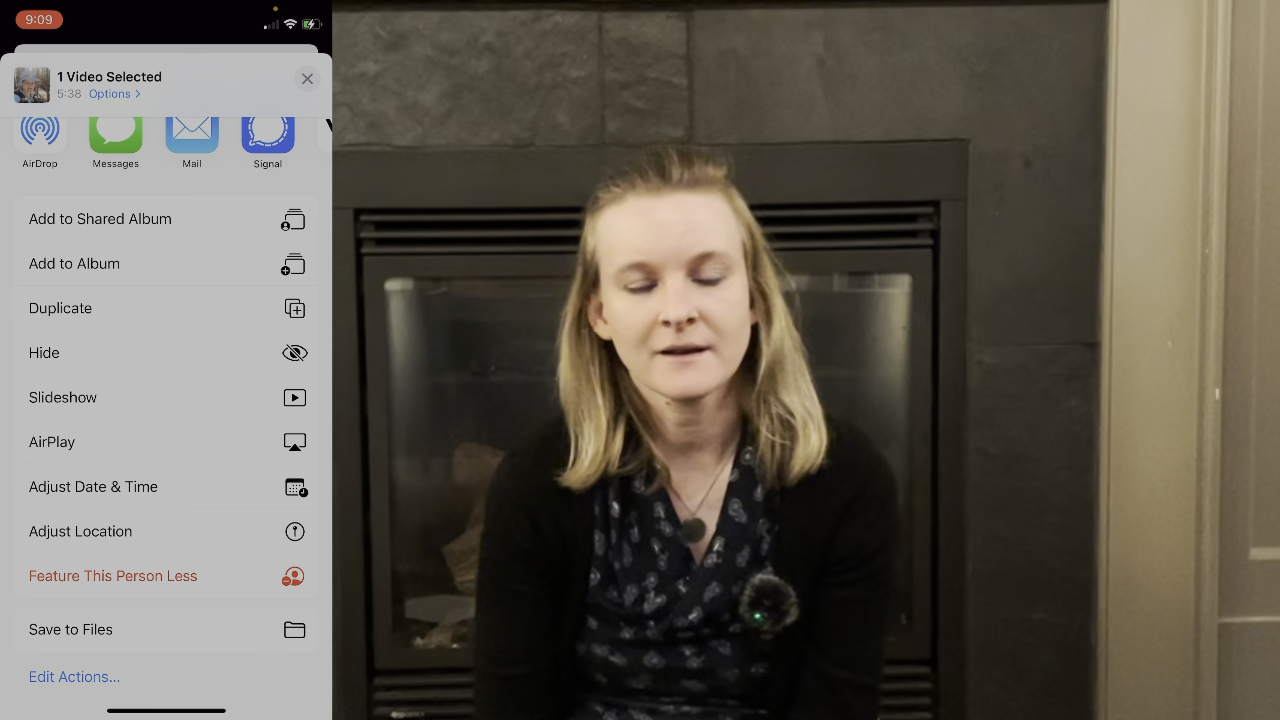 9:09
1 Video Selected
5:38 Options >
AirDrop
Messages
Mail
Signal
Add to Shared Album
Add to Album
Duplicate
Hide
Slideshow
AirPlay
Adjust Date & Time
Adjust Location
Feature This Person Less
Save to Files
Edit Actions...